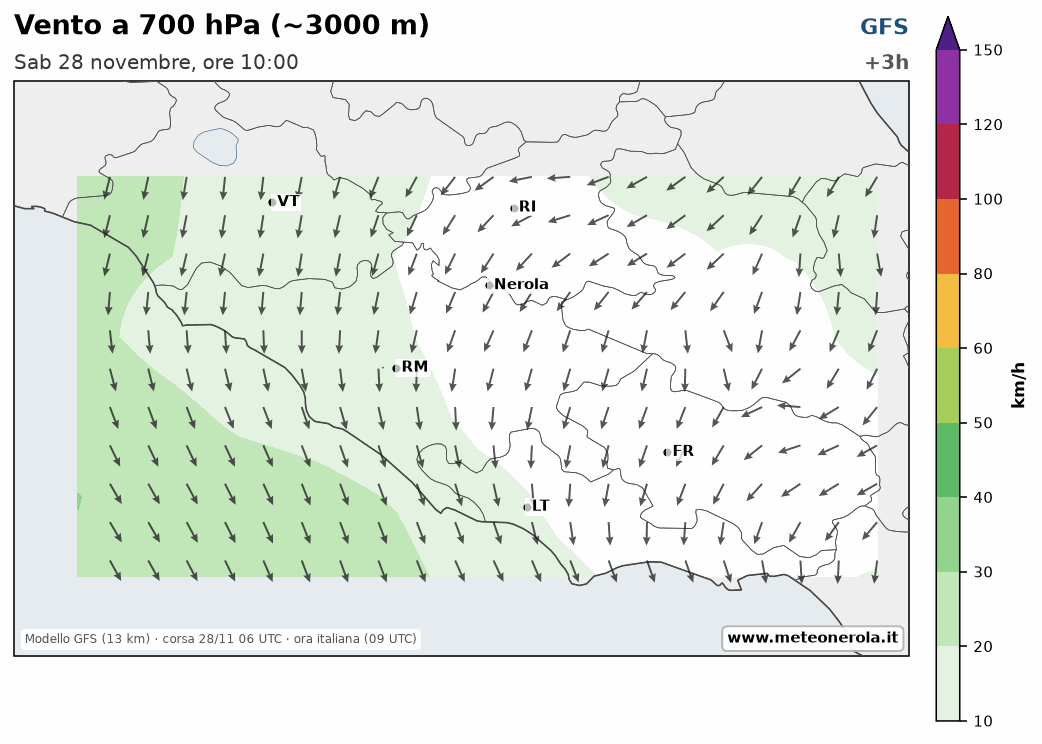 Vento a 700 hPa (~3000 m)
GFS
Sab 28 novembre, ore 10:00
+3h
VT
RI
Nerola
RM
FR
LT
150
120
100
80
60
50
40
30
20
10
km/h
Modello GFS (13 km) · corsa 28/11 06 UTC · ora italiana (09 UTC)
www.meteonerola.it